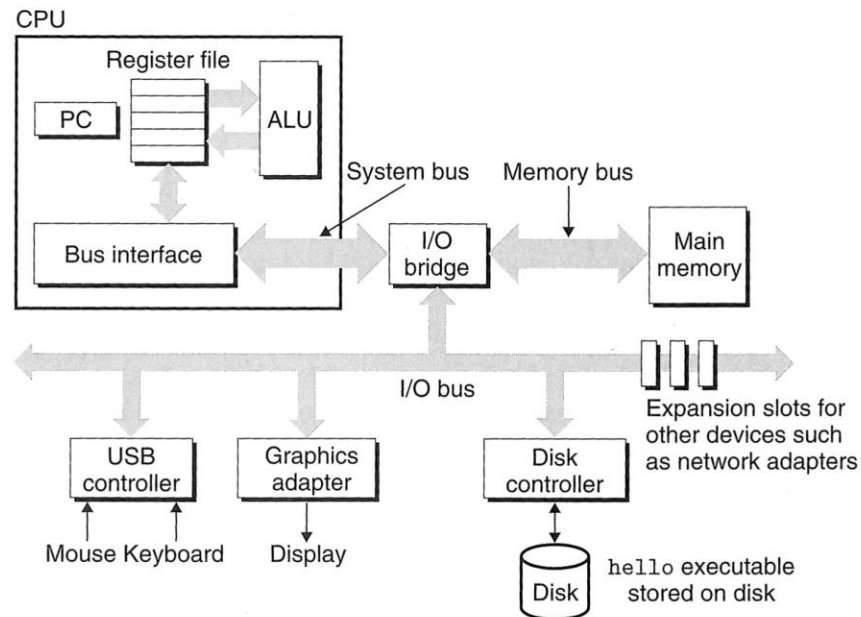 CPU
Register file
PC
ALU
System bus
Memory bus
Bus interface
I/O
bridge
Main
memory
I/O bus
Expansion slots for
other devices such
as network adapters
USB
controller
Graphics
adapter
Disk
controller
Mouse Keyboard
Display
Disk
hello executable
stored on disk